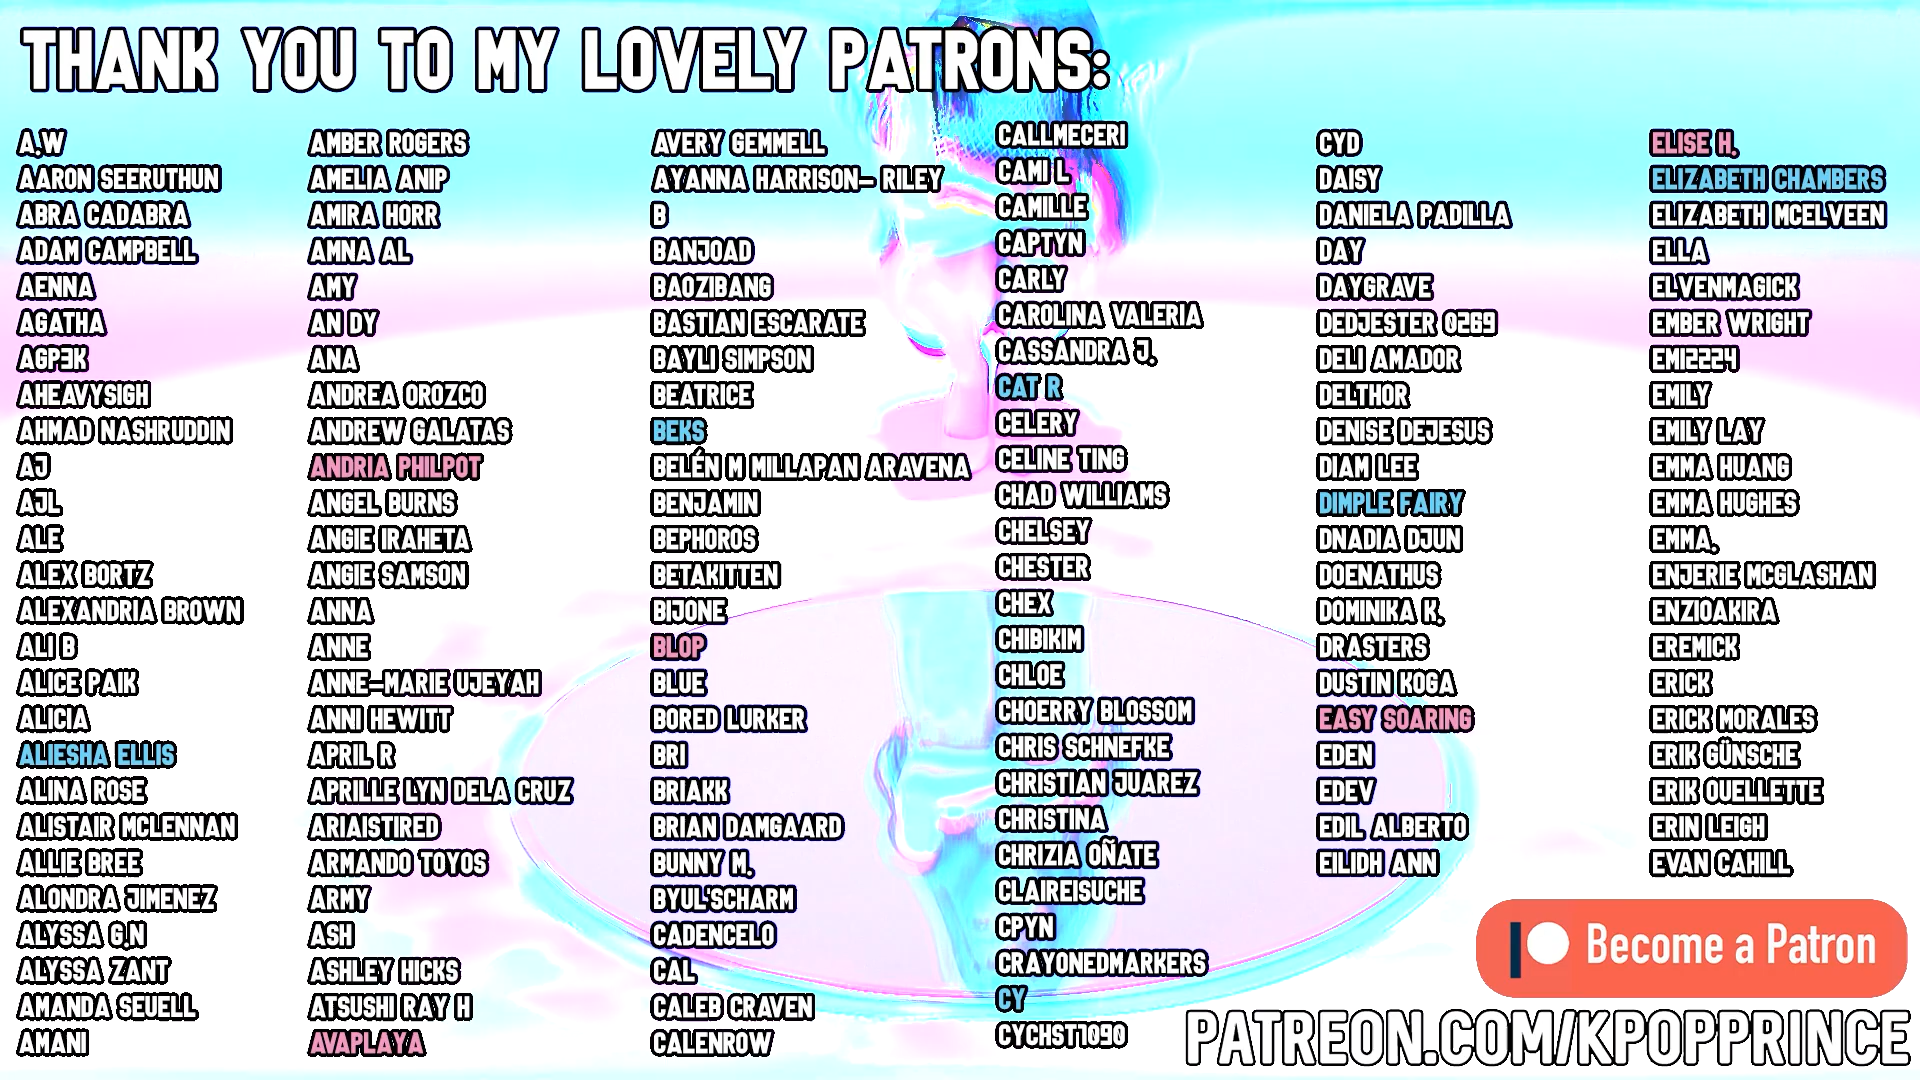 THANK YOU TO MY LOVELY PATRONS:
A.W
AARON SEERUTHUN
ABRA CADABRA
ADAM CAMPBELL
AENNA
AGATHA
AGP3K
AHEAVYSIGH
AHMAD NASHRUDDIN
AJ
AJL
ALE
ALEX BORTZ
ALEXANDRIA BROWN
ALI B
ALICE PAIK
ALICIA
ALIESHA ELLIS
ALINA ROSE
ALISTAIR MCLENNAN
ALLIE BREE
ALONDRA JIMENEZ
ALYSSA G.N
ALYSSA ZANT
AMANDA SEUELL
AMANI
AMBER ROGERS
AMELIA ANIP
AMIRA HORR
AMNA AL
AMY
AN DY
ANA
ANDREA OROZCO
ANDREW GALATAS
ANDRIA PHILPOT
ANGEL BURNS
ANGIE IRAHETA
ANGIE SAMSON
ANNA
ANNE
ANNE-MARIE UJEYAH
ANNI HEWITT
APRIL R
APRILLE LYN DELA CRUZ
ARIAISTIRED
ARMANDO TOYOS
ARMY
ASH
ASHLEY HICKS
ATSUSHI RAY H
AVAPLAYA
AVERY GEMMELL
AYANNA HARRISON- RILEY
B
BANJOAD
BAOZIBANG
BASTIAN ESCARATE
BAYLI SIMPSON
BEATRICE
BEKS
BELÉN M MILLAPAN ARAVENA
BENJAMIN
BEPHOROS
BETAKITTEN
BIJONE
BLOP
BLUE
BORED LURKER
BRI
BRIAKK
BRIAN DAMGAARD
BUNNY M.
BYUL'SCHARM
CADENCELO
CAL
CALEB CRAVEN
CALENROW
CALLMECERI
CAMI L
CAMILLE
CAPTYN
CARLY
CAROLINA VALERIA
CASSANDRA J.
CAT R
CELERY
CELINE TING
CHAD WILLIAMS
CHELSEY
CHESTER
CHEX
CHIBIKIM
CHLOE
CHOERRY BLOSSOM
CHRIS SCHNEFKE
CHRISTIAN JUAREZ
CHRISTINA
CHRIZIA OÑATE
CLAIREISUCHE
CPYN
CRAYONEDMARKERS
CY
CYCHST1090
CYD
DAISY
DANIELA PADILLA
DAY
DAYGRAVE
DEDJESTER 0269
DELI AMADOR
DELTHOR
DENISE DEJESUS
DIAM LEE
DIMPLE FAIRY
DNADIA DJUN
DOENATHUS
DOMINIKA K.
DRASTERS
DUSTIN KOGA
EASY SOARING
EDEN
EDEV
EDIL ALBERTO
EILIDH ANN
ELISE H.
ELIZABETH CHAMBERS
ELIZABETH MCELVEEN
ELLA
ELVENMAGICK
EMBER WRIGHT
EMI2224
EMILY
EMILY LAY
EMMA HUANG
EMMA HUGHES
EMMA.
ENJERIE MCGLASHAN
ENZIOAKIRA
EREMICK
ERICK
ERICK MORALES
ERIK GÜNSCHE
ERIK OUELLETTE
ERIN LEIGH
EVAN CAHILL
Become a Patron
PATREON.COM/KPOPPRINCE